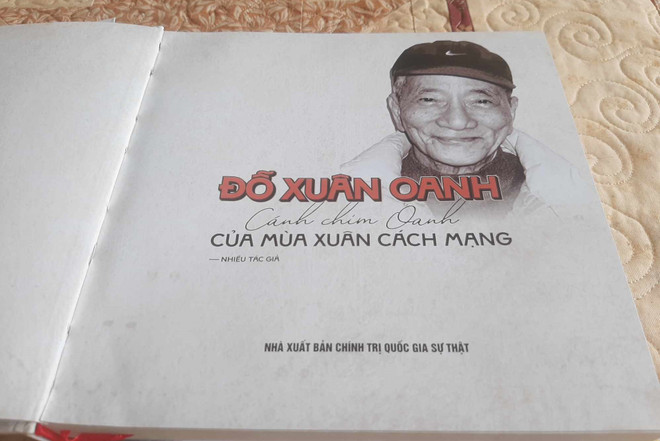 ĐỖ XUÂN OANH
Cánh chim Oanh
CỦA MÙA XUÂN CÁCH MẠNG
— NHIỀU TÁC GIẢ
NHÀ XUẤT BẢN CHÍNH TRỊ QUỐC GIA SỰ THẬT